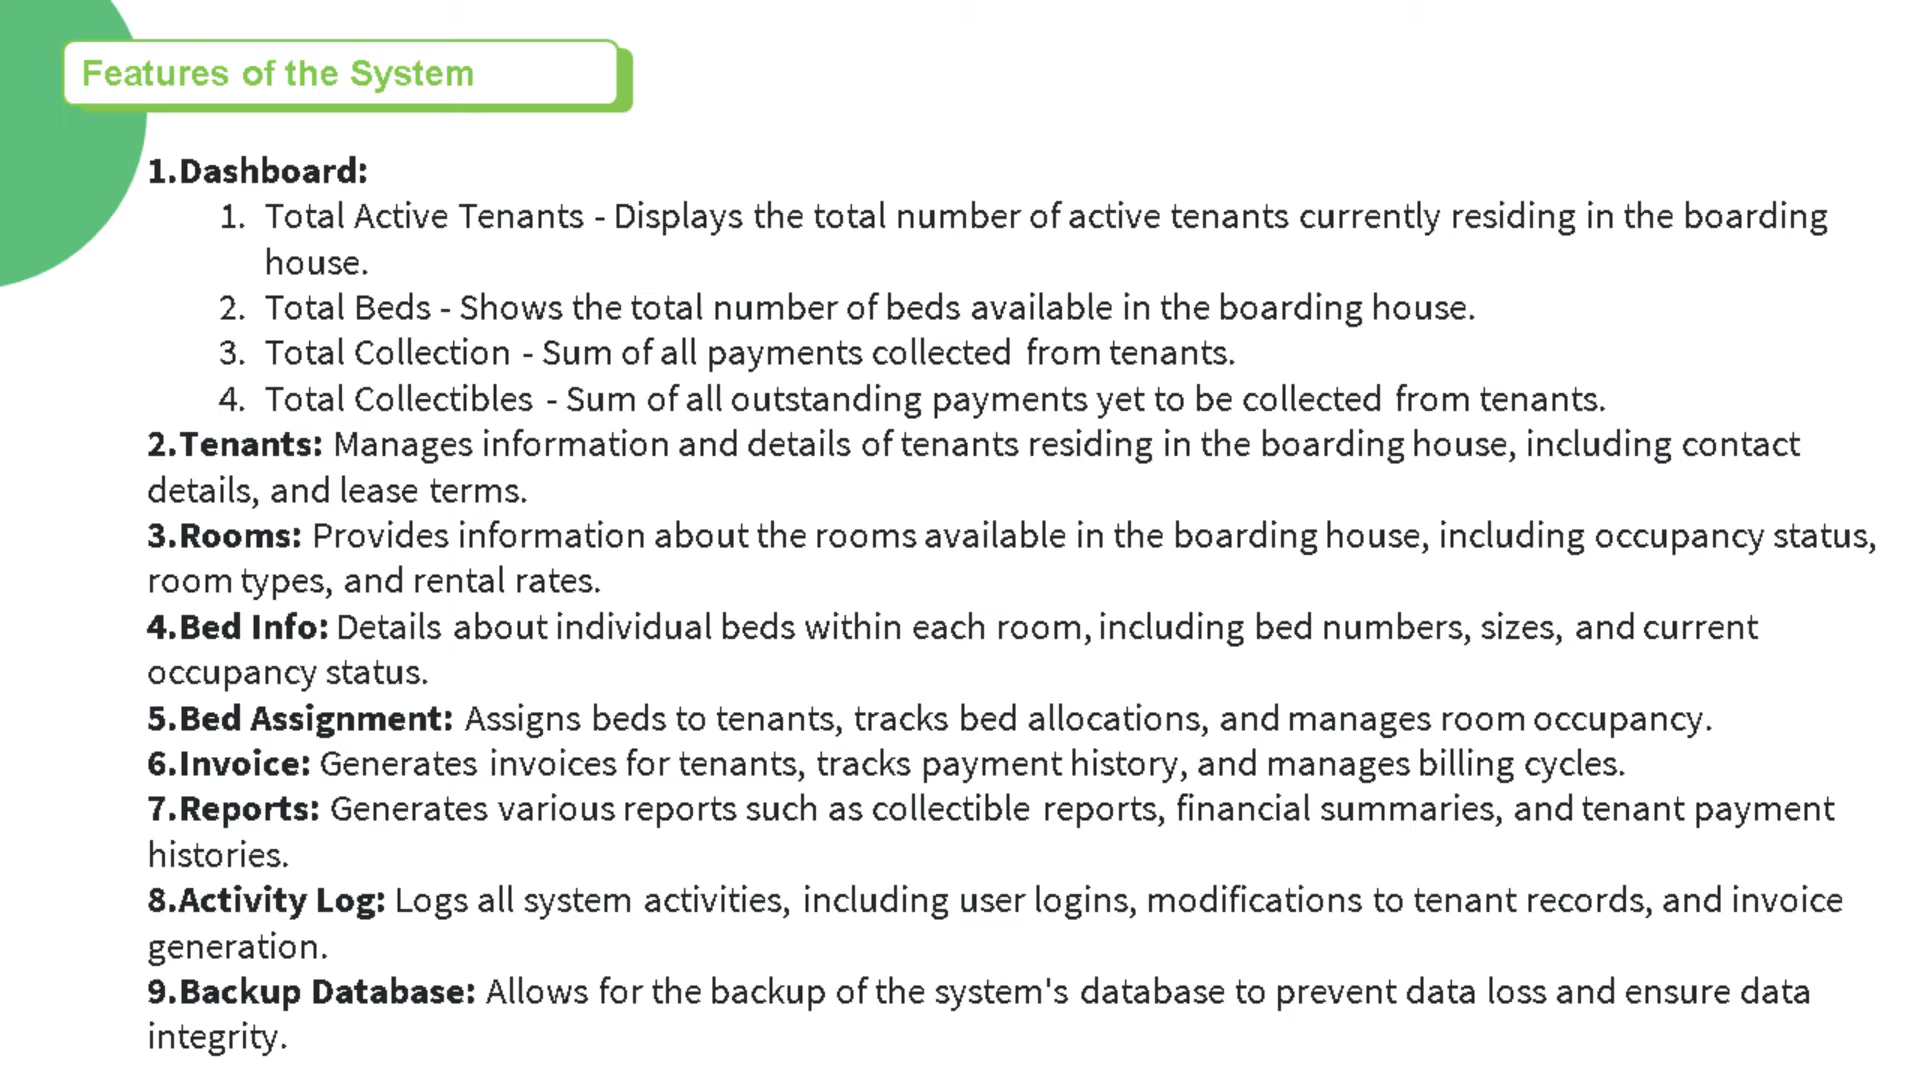 Features of the System
1.Dashboard:
1. Total Active Tenants - Displays the total number of active tenants currently residing in the boarding
house.
2. Total Beds - Shows the total number of beds available in the boarding house.
3. Total Collection - Sum of all payments collected from tenants.
4. Total Collectibles - Sum of all outstanding payments yet to be collected from tenants.
2.Tenants: Manages information and details of tenants residing in the boarding house, including contact
details, and lease terms.
3.Rooms: Provides information about the rooms available in the boarding house, including occupancy status,
room types, and rental rates.
4.Bed Info: Details about individual beds within each room, including bed numbers, sizes, and current
occupancy status.
5.Bed Assignment: Assigns beds to tenants, tracks bed allocations, and manages room occupancy.
6.Invoice: Generates invoices for tenants, tracks payment history, and manages billing cycles.
7.Reports: Generates various reports such as collectible reports, financial summaries, and tenant payment
histories.
8.Activity Log: Logs all system activities, including user logins, modifications to tenant records, and invoice
generation.
9.Backup Database: Allows for the backup of the system's database to prevent data loss and ensure data
integrity.